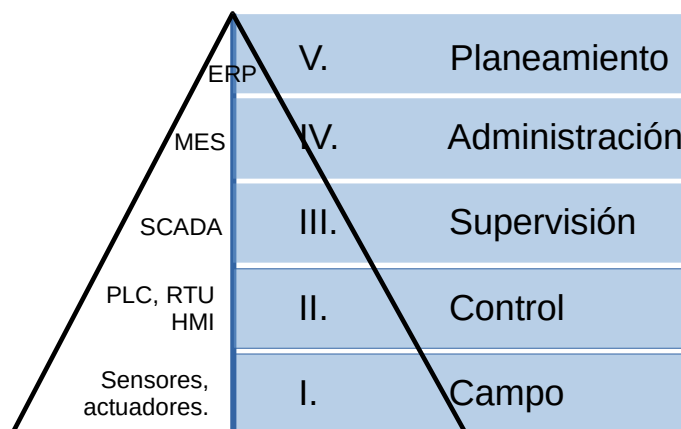 ERP V. Planeamiento
MES IV. Administración
SCADA III. Supervisión
PLC, RTU
HMI II. Control
Sensores,
actuadores. I. Campo